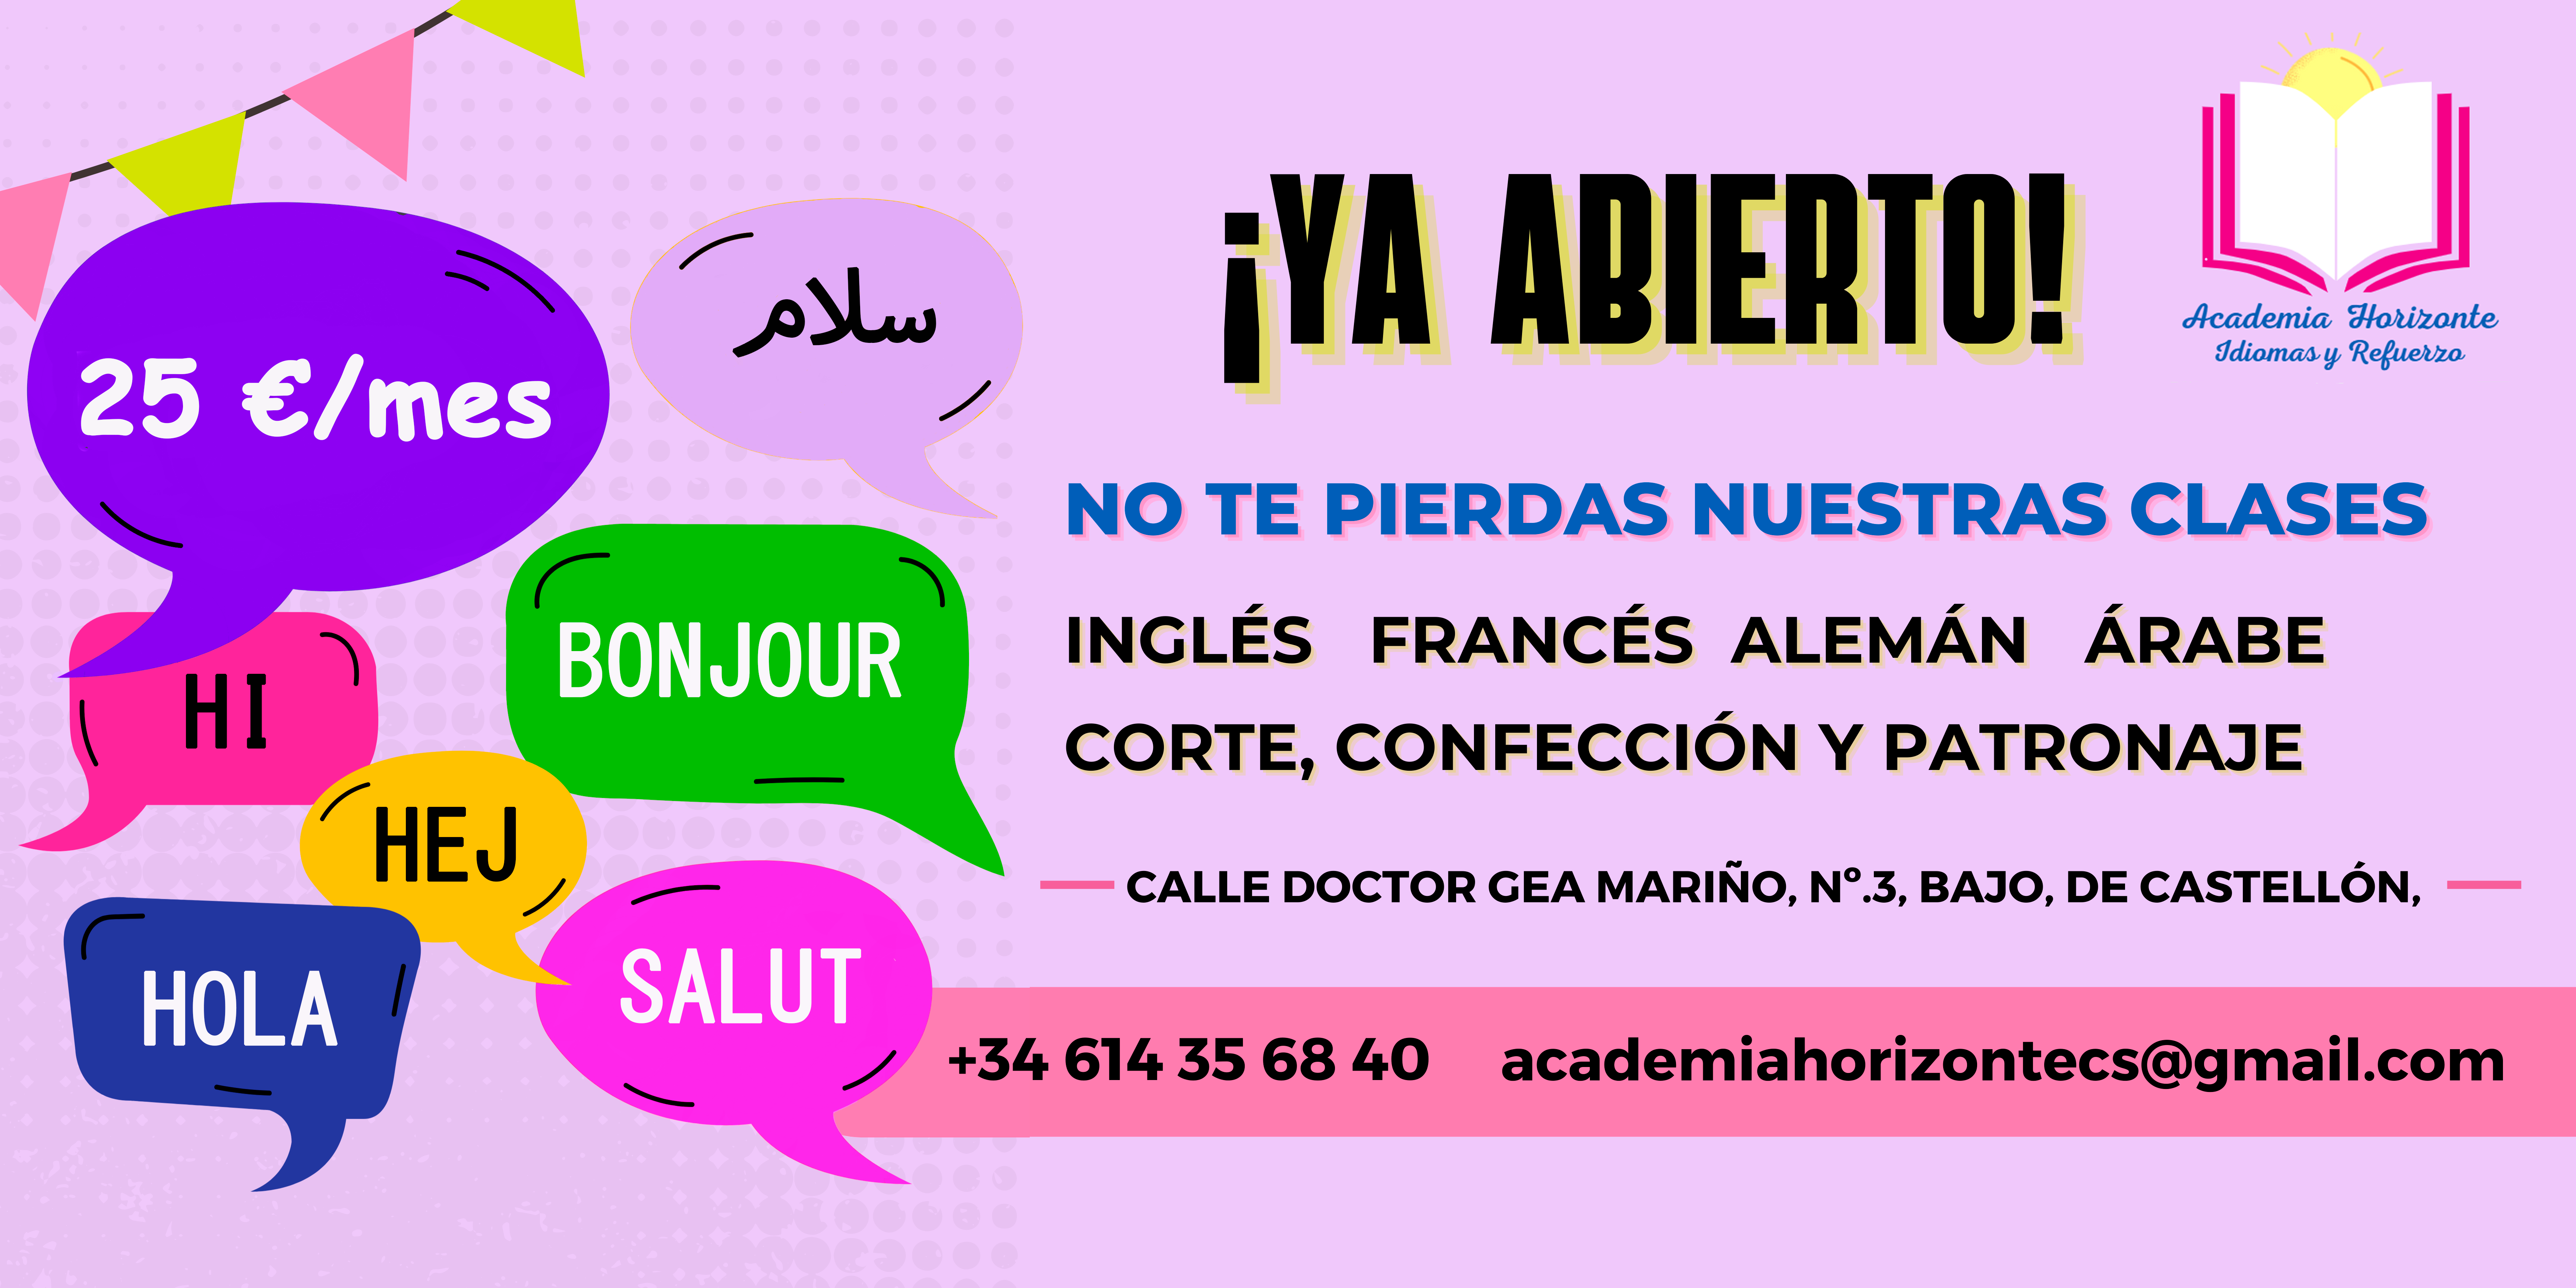 25 €/mes
سلام
BONJOUR
HI
HEJ
HOLA
SALUT
¡YA ABIERTO!
Academia Horizonte
Idiomas y Refuerzo
NO TE PIERDAS NUESTRAS CLASES
INGLÉS FRANCÉS ALEMÁN ÁRABE
CORTE, CONFECCIÓN Y PATRONAJE
CALLE DOCTOR GEA MARIÑO, Nº.3, BAJO, DE CASTELLÓN,
+34 614 35 68 40 academiahorizontecs@gmail.com